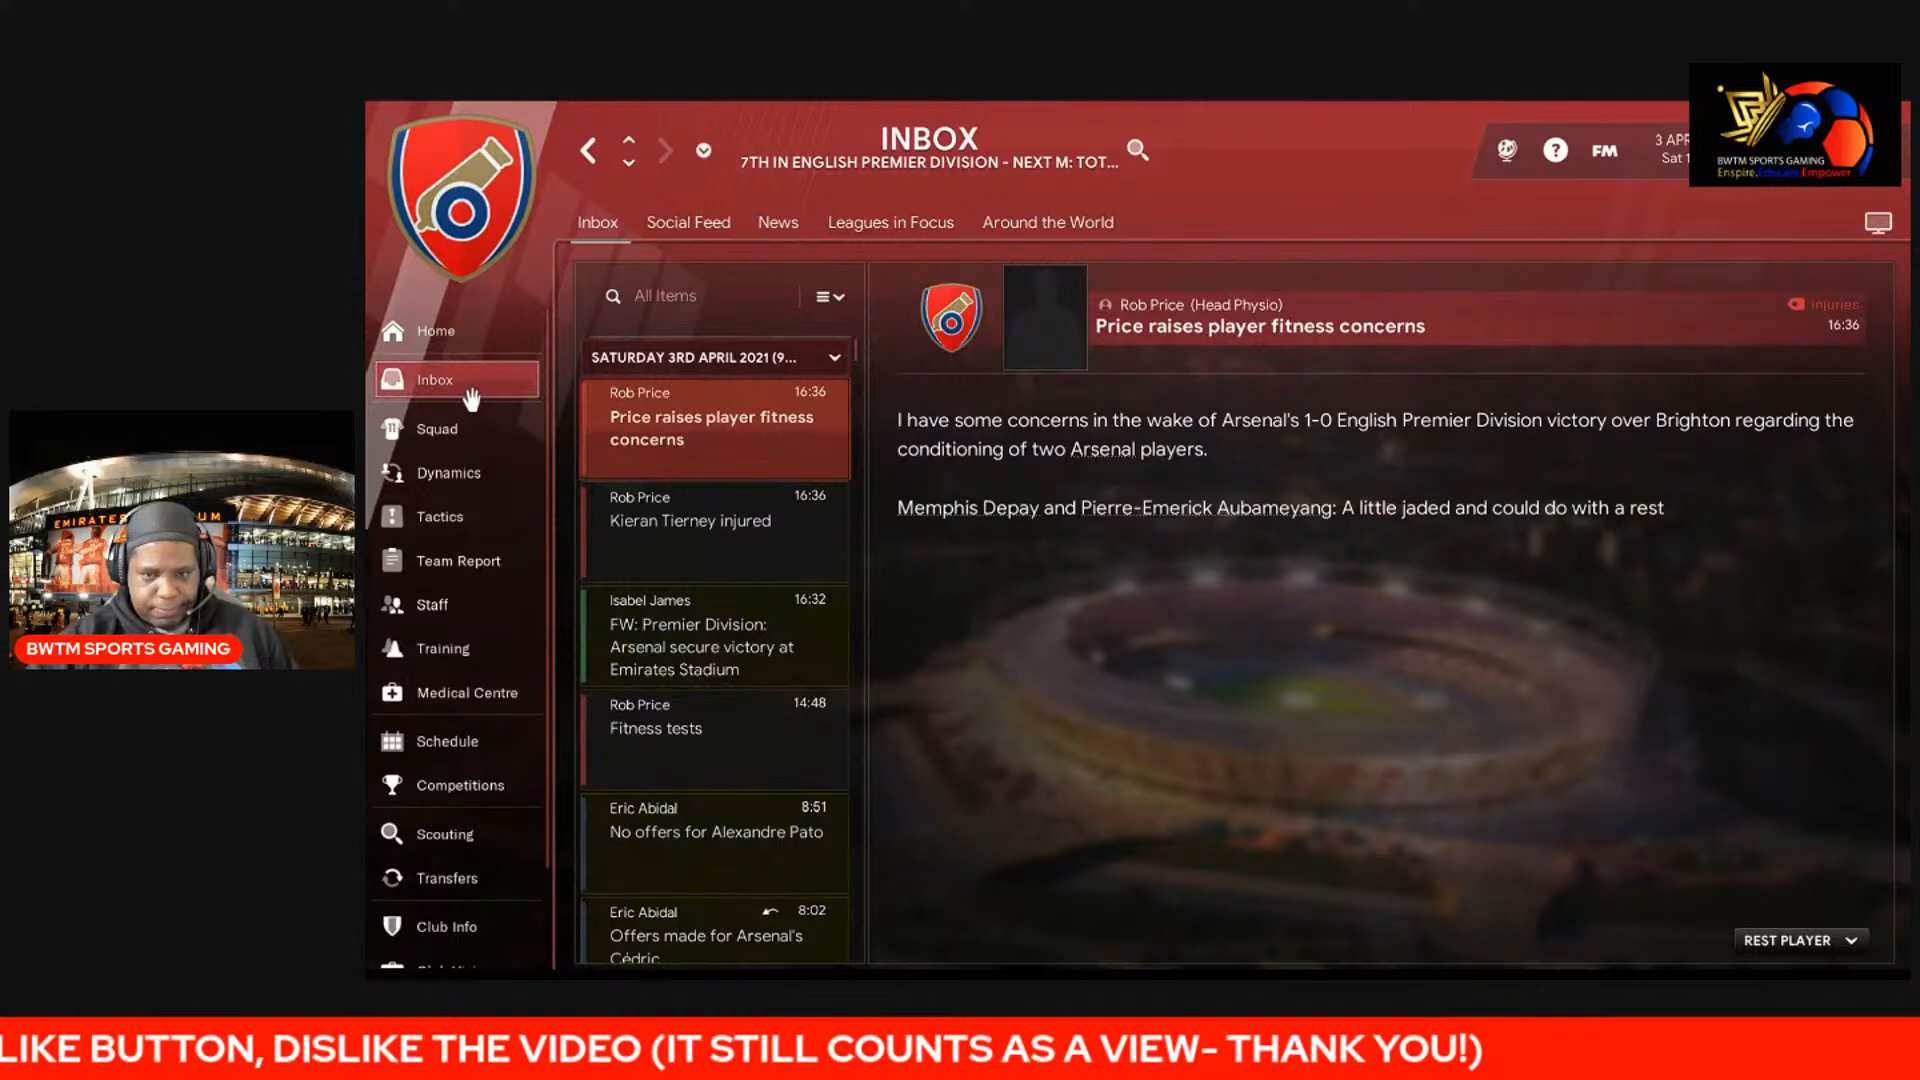 BWTM SPORTS GAMING
Enspire.Educate.Empower
INBOX
7TH IN ENGLISH PREMIER DIVISION - NEXT M: TOT...
FM
3 APR
Sat 1
Inbox
Social Feed
News
Leagues in Focus
Around the World
Home
Inbox
Squad
Dynamics
Tactics
Team Report
Staff
Training
Medical Centre
Schedule
Competitions
Scouting
Transfers
Club Info
All Items
SATURDAY 3RD APRIL 2021 (9...
Rob Price 16:36
Price raises player fitness
concerns
Rob Price 16:36
Kieran Tierney injured
Isabel James 16:32
FW: Premier Division:
Arsenal secure victory at
Emirates Stadium
Rob Price 14:48
Fitness tests
Eric Abidal 8:51
No offers for Alexandre Pato
Eric Abidal 8:02
Offers made for Arsenal's
Cédric
Rob Price (Head Physio)
Price raises player fitness concerns
Injuries
16:36
I have some concerns in the wake of Arsenal's 1-0 English Premier Division victory over Brighton regarding the
conditioning of two Arsenal players.
Memphis Depay and Pierre-Emerick Aubameyang: A little jaded and could do with a rest
REST PLAYER
BWTM SPORTS GAMING
LIKE BUTTON, DISLIKE THE VIDEO (IT STILL COUNTS AS A VIEW- THANK YOU!)